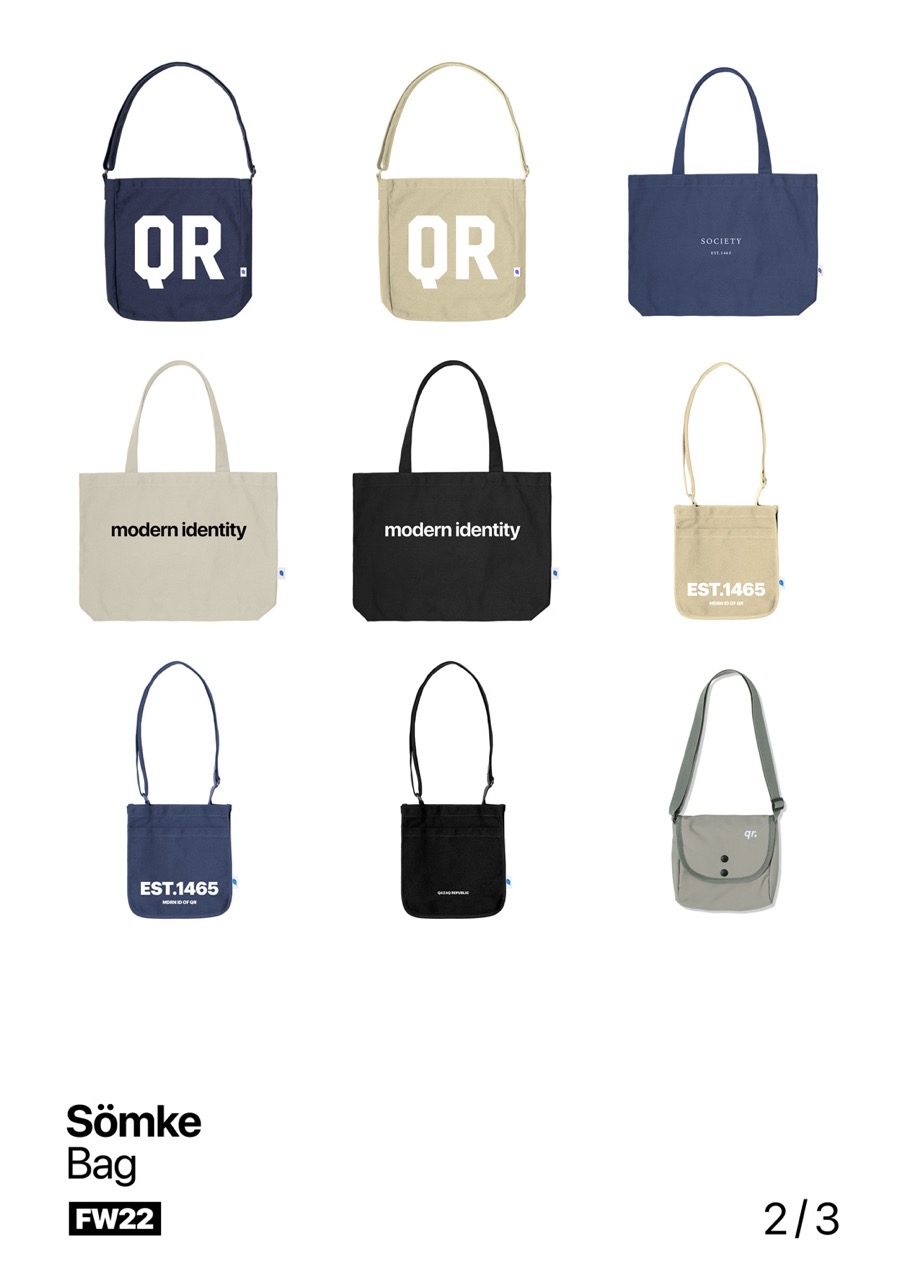 QR
QR
SOCIETY
EST.1465
modern identity
modern identity
EST.1465
MDRN ID OF QR
EST.1465
MDRN ID OF QR
QAZAQ REPUBLIC
qr.
Sömke
Bag
FW22
2/3